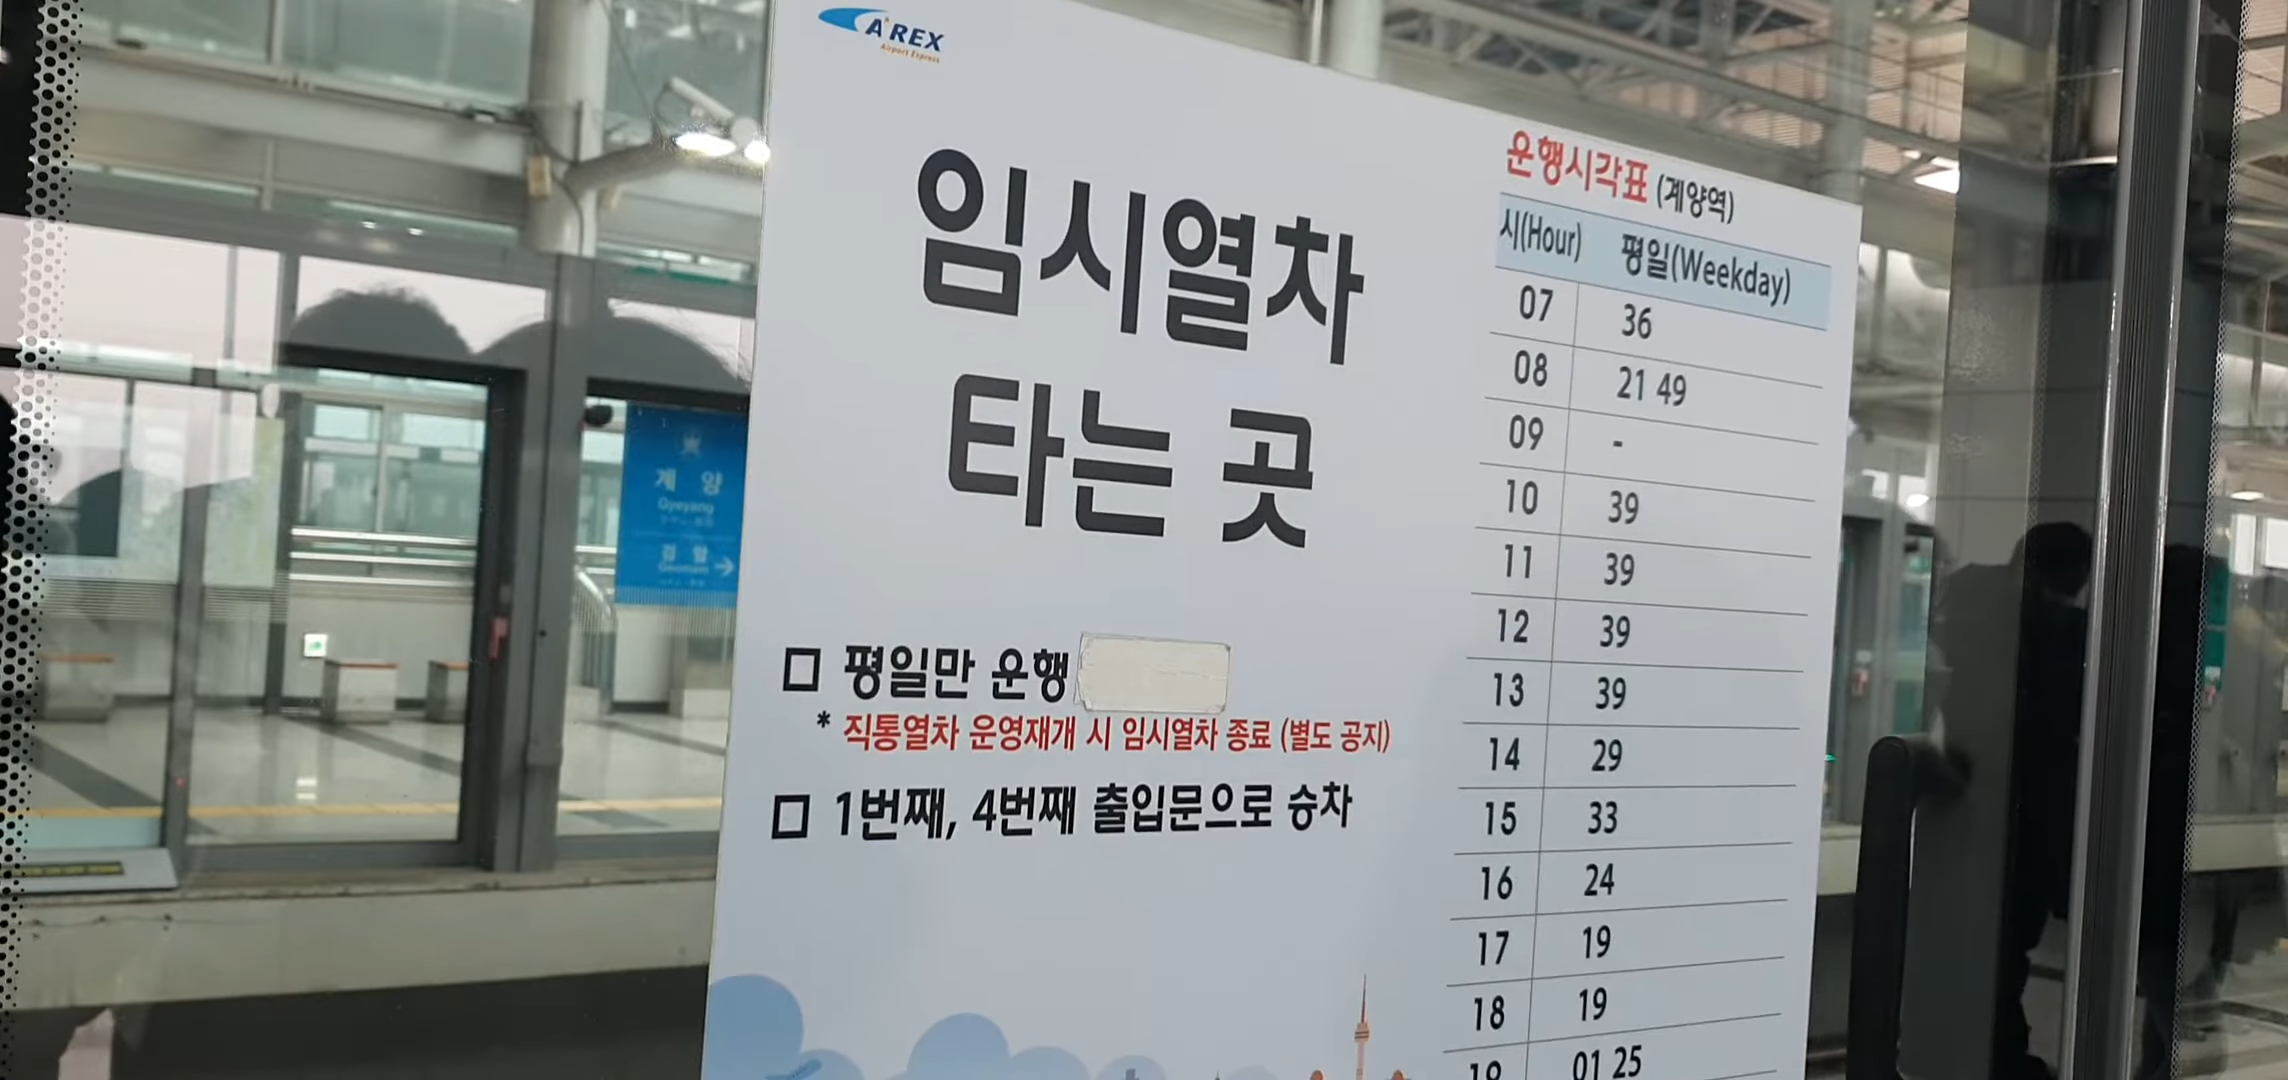 A'REX
Airport Express
임시열차
타는 곳
□ 평일만 운행
* 직통열차 운영재개 시 임시열차 종료 (별도 공지)
□ 1번째, 4번째 출입문으로 승차
운행시각표 (계양역)
시(Hour) 평일(Weekday)
07 36
08 21 49
09 -
10 39
11 39
12 39
13 39
14 29
15 33
16 24
17 19
18 19
19 01 25
계양
Gyeyang
검암
Geomam →